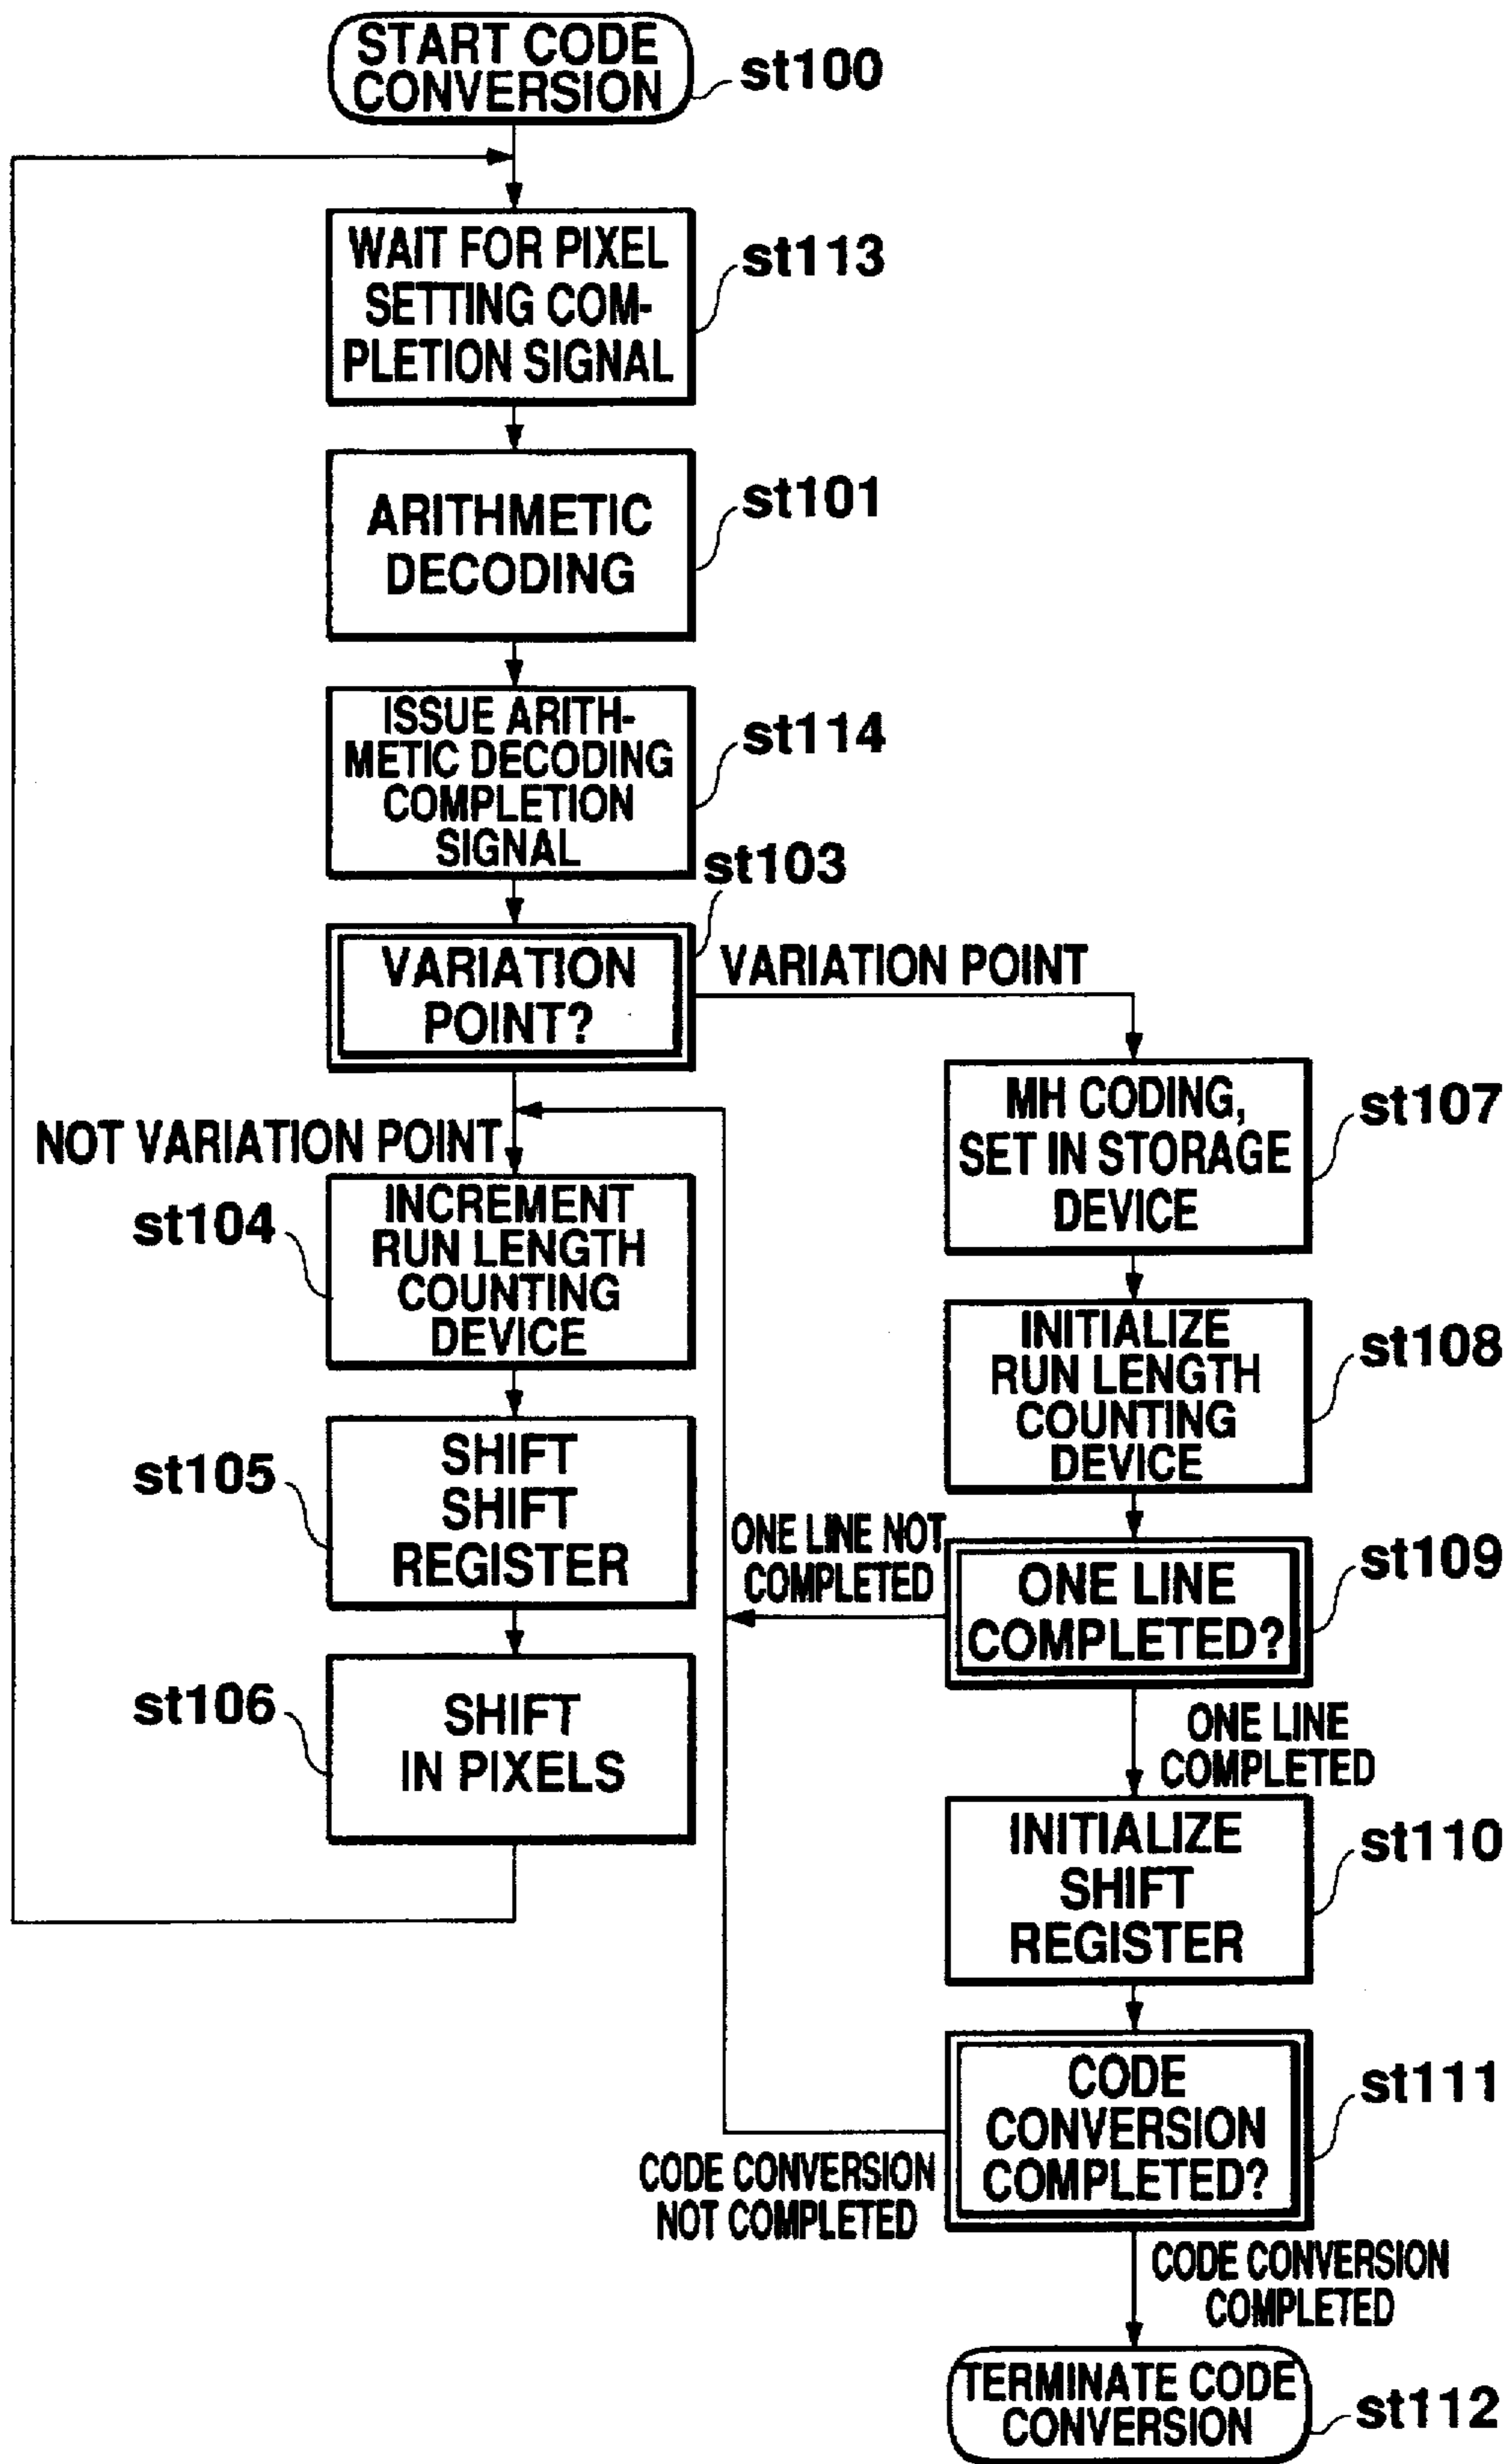 START CODE
CONVERSION
st100
WAIT FOR PIXEL
SETTING COM-
PLETION SIGNAL
st113
ARITHMETIC
DECODING
st101
ISSUE ARITH-
METIC DECODING
COMPLETION
SIGNAL
st114
VARIATION
POINT?
st103
VARIATION POINT
NOT VARIATION POINT
INCREMENT
RUN LENGTH
COUNTING
DEVICE
st104
SHIFT
SHIFT
REGISTER
st105
SHIFT
IN PIXELS
st106
MH CODING,
SET IN STORAGE
DEVICE
st107
INITIALIZE
RUN LENGTH
COUNTING
DEVICE
st108
ONE LINE
COMPLETED?
st109
ONE LINE NOT
COMPLETED
ONE LINE
COMPLETED
INITIALIZE
SHIFT
REGISTER
st110
CODE
CONVERSION
COMPLETED?
st111
CODE CONVERSION
NOT COMPLETED
CODE CONVERSION
COMPLETED
TERMINATE CODE
CONVERSION
st112